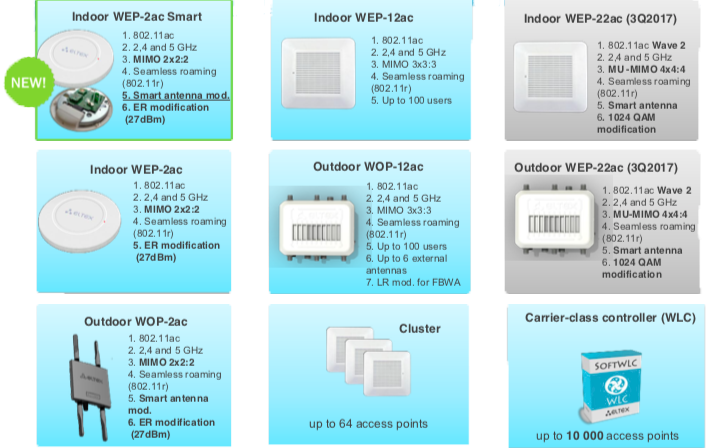 Indoor WEP-2ac Smart
1. 802.11ac
2. 2,4 and 5 GHz
3. MIMO 2x2:2
4. Seamless roaming
(802.11r)
5. Smart antenna mod.
6. ER modification
(27dBm)
NEW!
ELTEX
Indoor WEP-12ac
1. 802.11ac
2. 2,4 and 5 GHz
3. MIMO 3x3:3
4. Seamless roaming
(802.11r)
5. Up to 100 users
Indoor WEP-22ac (3Q2017)
1. 802.11ac Wave 2
2. 2,4 and 5 GHz
3. MU-MIMO 4x4:4
4. Seamless roaming
(802.11r)
5. Smart antenna
6. 1024 QAM
modification
Indoor WEP-2ac
1. 802.11ac
2. 2,4 and 5 GHz
3. MIMO 2x2:2
4. Seamless roaming
(802.11r)
5. ER modification
(27dBm)
ELTEX
Outdoor WOP-12ac
1. 802.11ac
2. 2,4 and 5 GHz
3. MIMO 3x3:3
4. Seamless roaming
(802.11r)
5. Up to 100 users
6. Up to 6 external
antennas
7. LR mod. for FBWA
ELTEX
Outdoor WEP-22ac (3Q2017)
1. 802.11ac Wave 2
2. 2,4 and 5 GHz
3. MU-MIMO 4x4:4
4. Seamless roaming
(802.11r)
5. Smart antenna
6. 1024 QAM
modification
ELTEX
Outdoor WOP-2ac
1. 802.11ac
2. 2,4 and 5 GHz
3. MIMO 2x2:2
4. Seamless roaming
(802.11r)
5. Smart antenna
mod.
6. ER modification
(27dBm)
ELTEX
Cluster
up to 64 access points
Carrier-class controller (WLC)
SOFTWLC
WLC
ELTEX
up to 10 000 access points